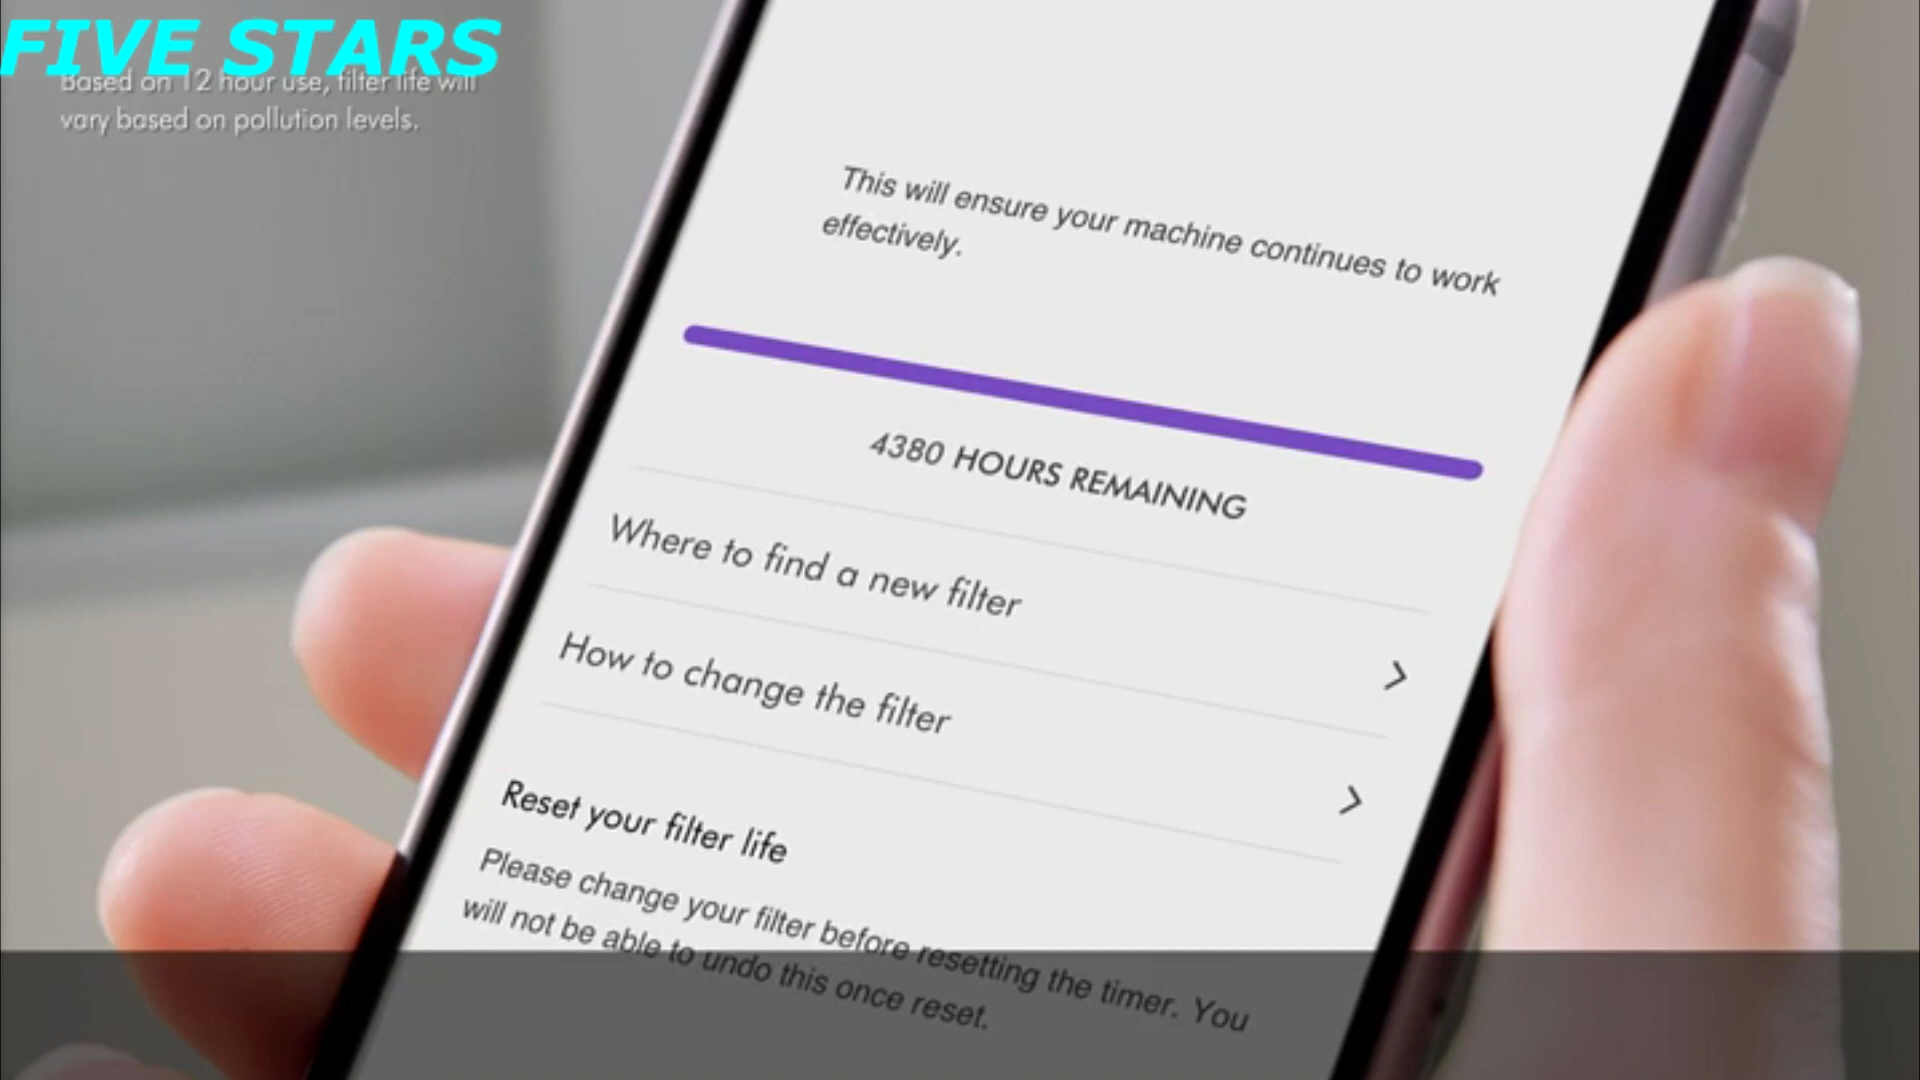 FIVE STARS
Based on 12 hour use, filter life will
vary based on pollution levels.
This will ensure your machine continues to work
effectively.
4380 HOURS REMAINING
Where to find a new filter
How to change the filter
Reset your filter life
Please change your filter before resetting the timer. You
will not be able to undo this once reset.